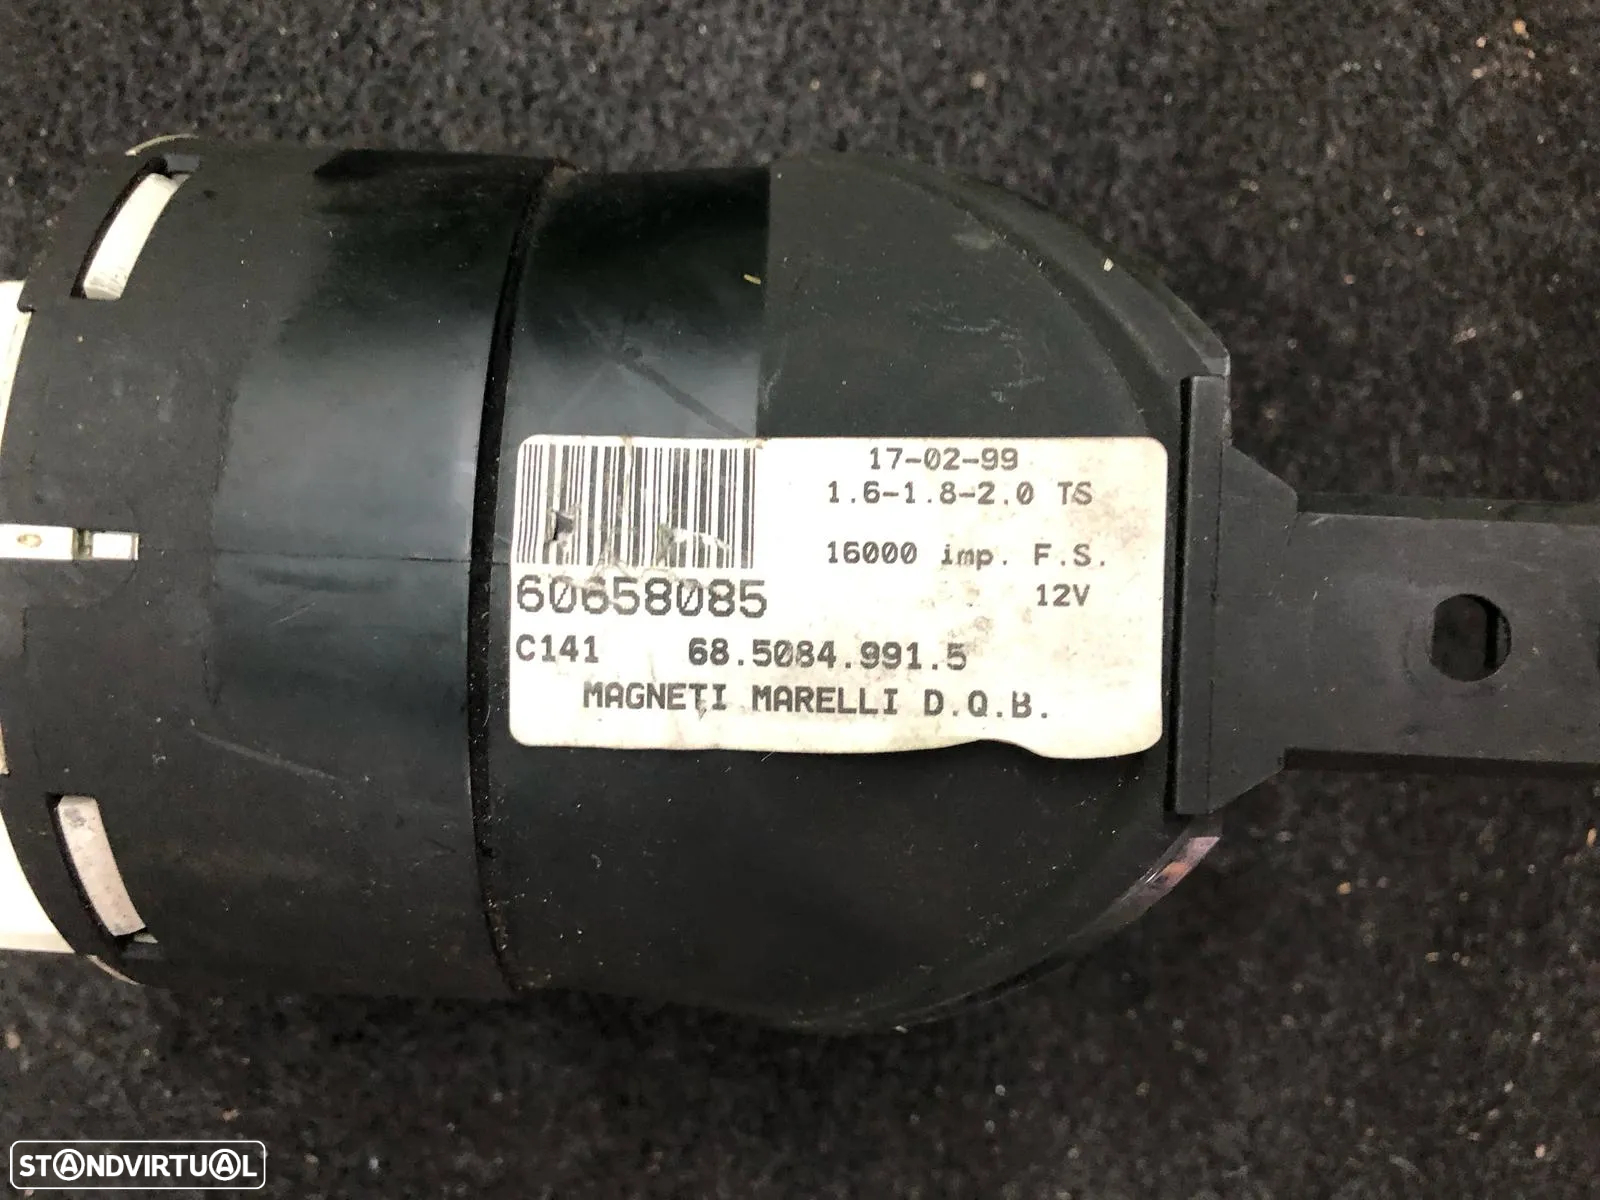 17-02-99
1.6-1.8-2.0 TS
16000 imp. F.S.
12V
60658085
C141 68.5084.991.5
MAGNETI MARELLI D.Q.B.
STANDVIRTUAL